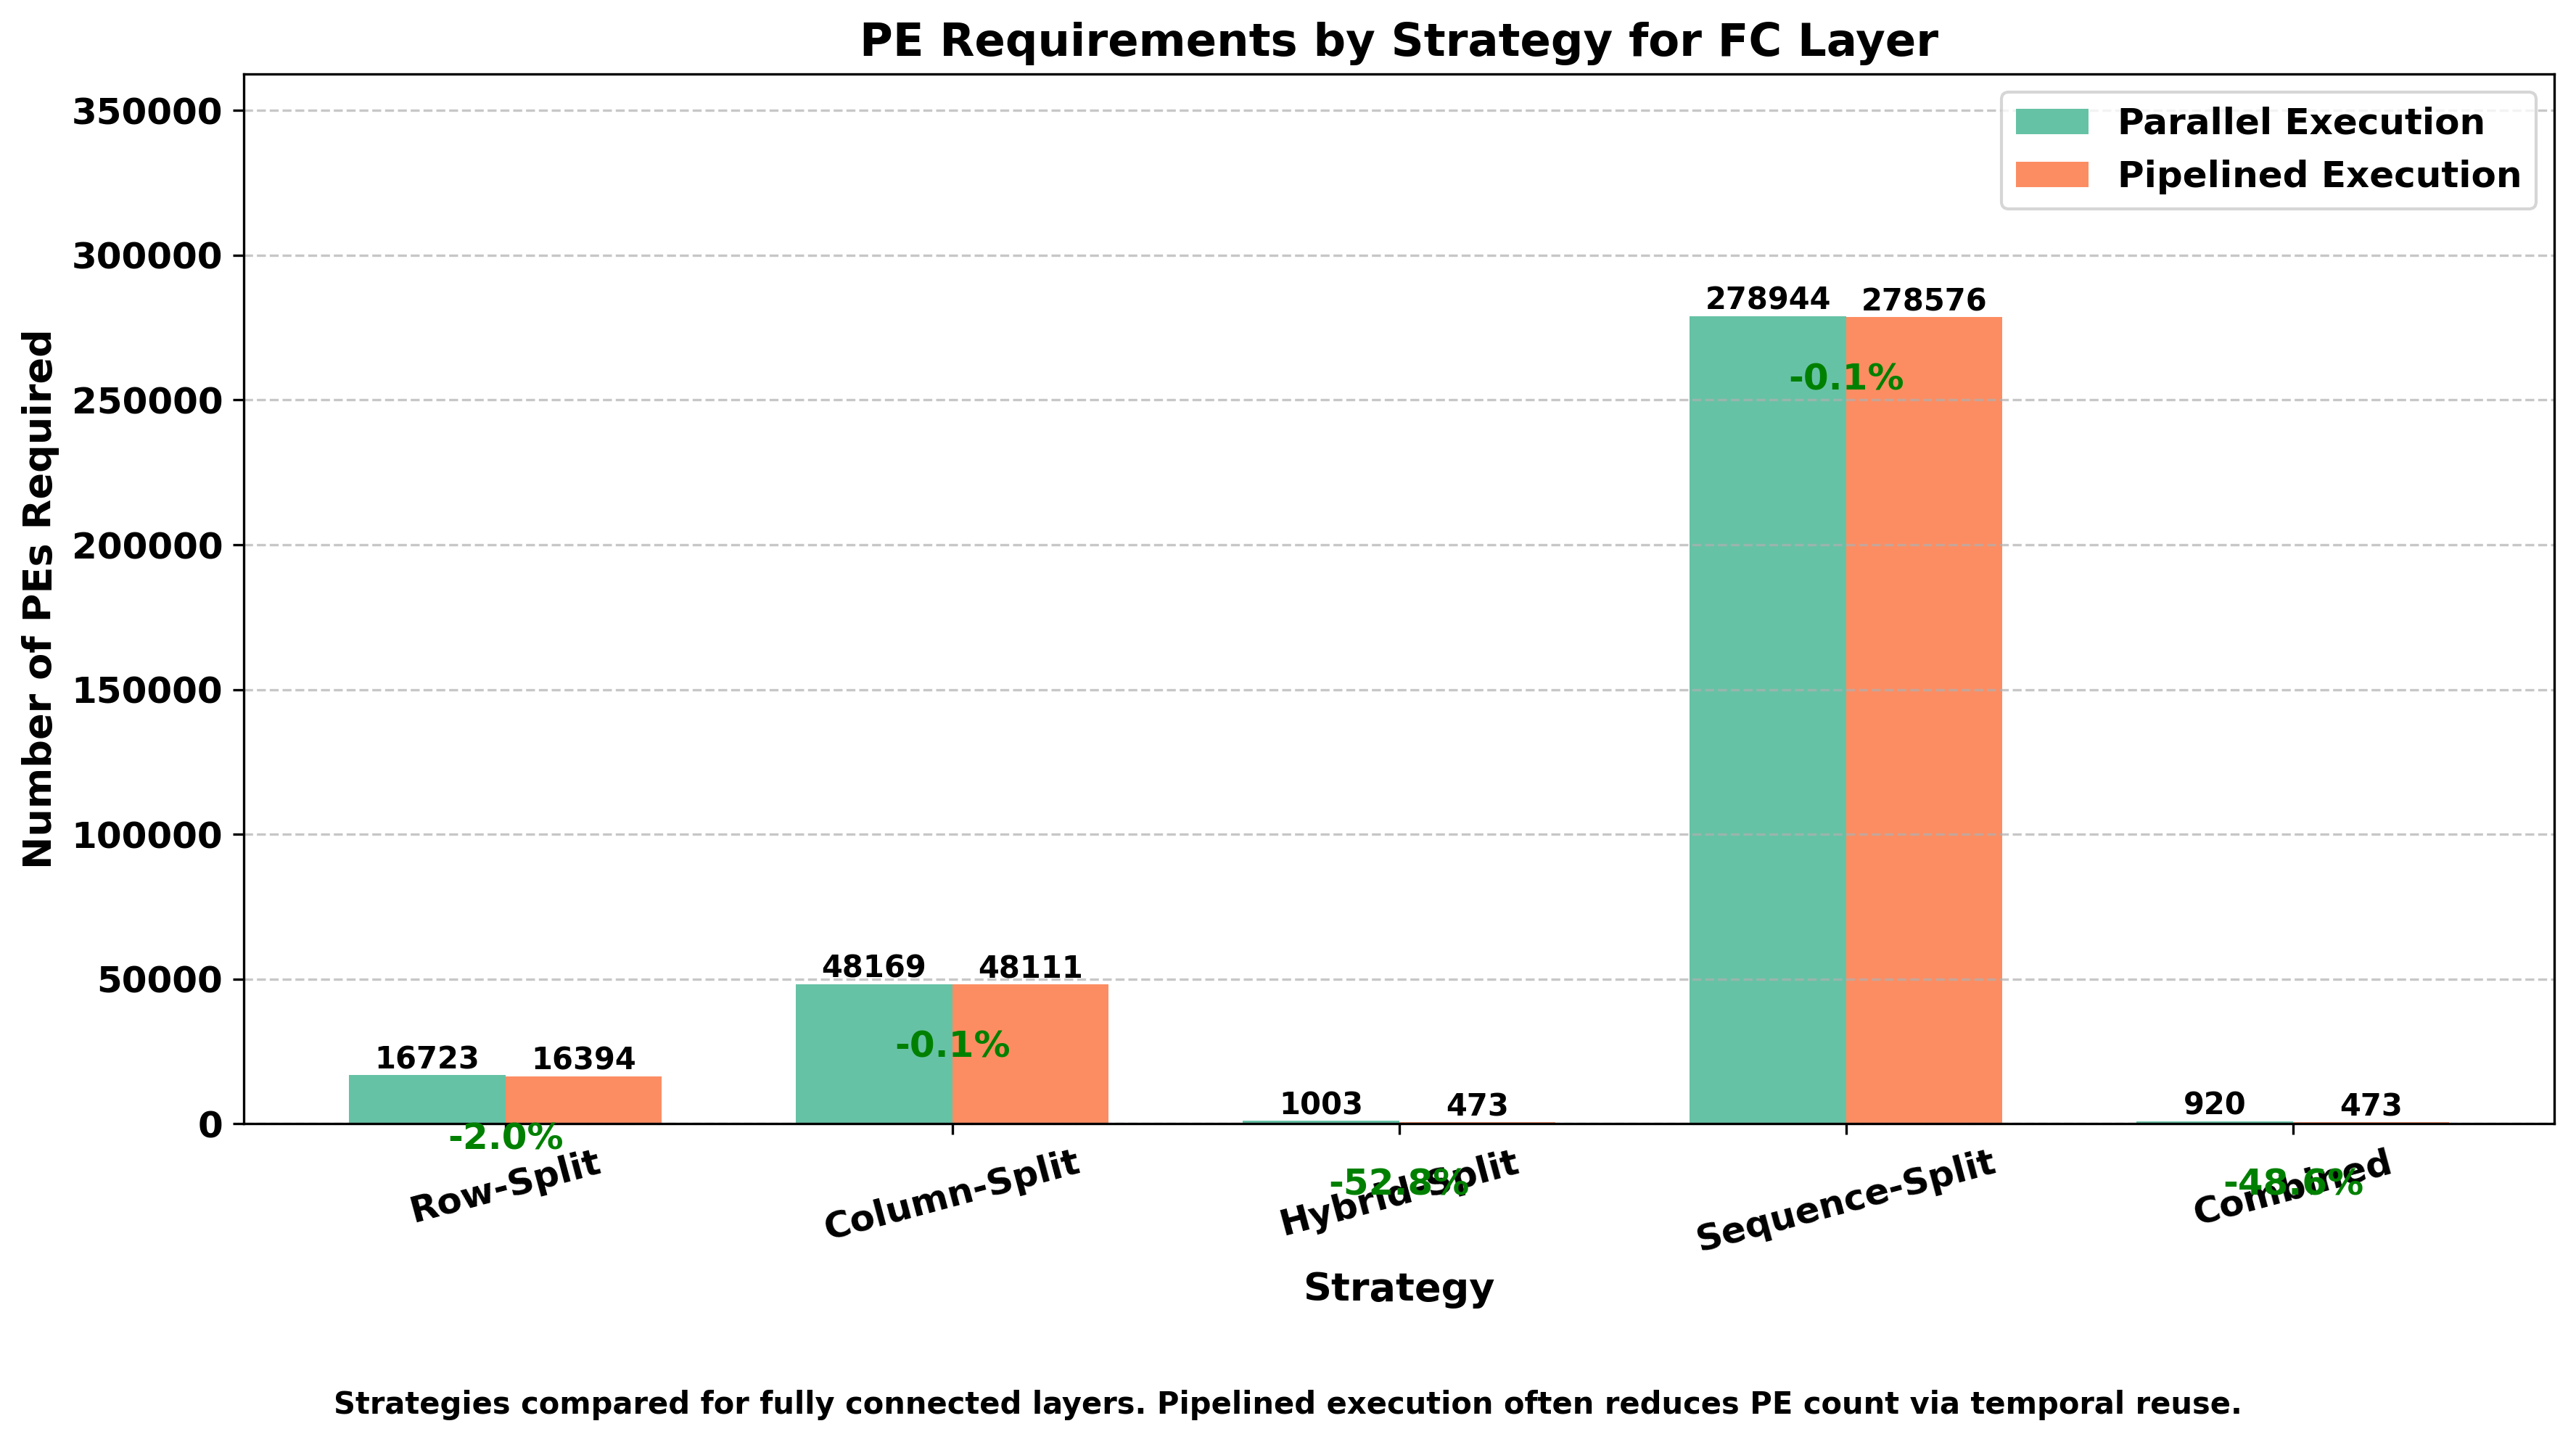 PE Requirements by Strategy for FC Layer
Number of PEs Required
350000
300000
250000
200000
150000
100000
50000
0
Parallel Execution
Pipelined Execution
278944 278576
-0.1%
48169 48111
-0.1%
16723 16394
-2.0%
1003 473
-52.8%
920 473
-48.6%
Row-Split
Column-Split
Hybrid-Split
Sequence-Split
Combined
Strategy
Strategies compared for fully connected layers. Pipelined execution often reduces PE count via temporal reuse.